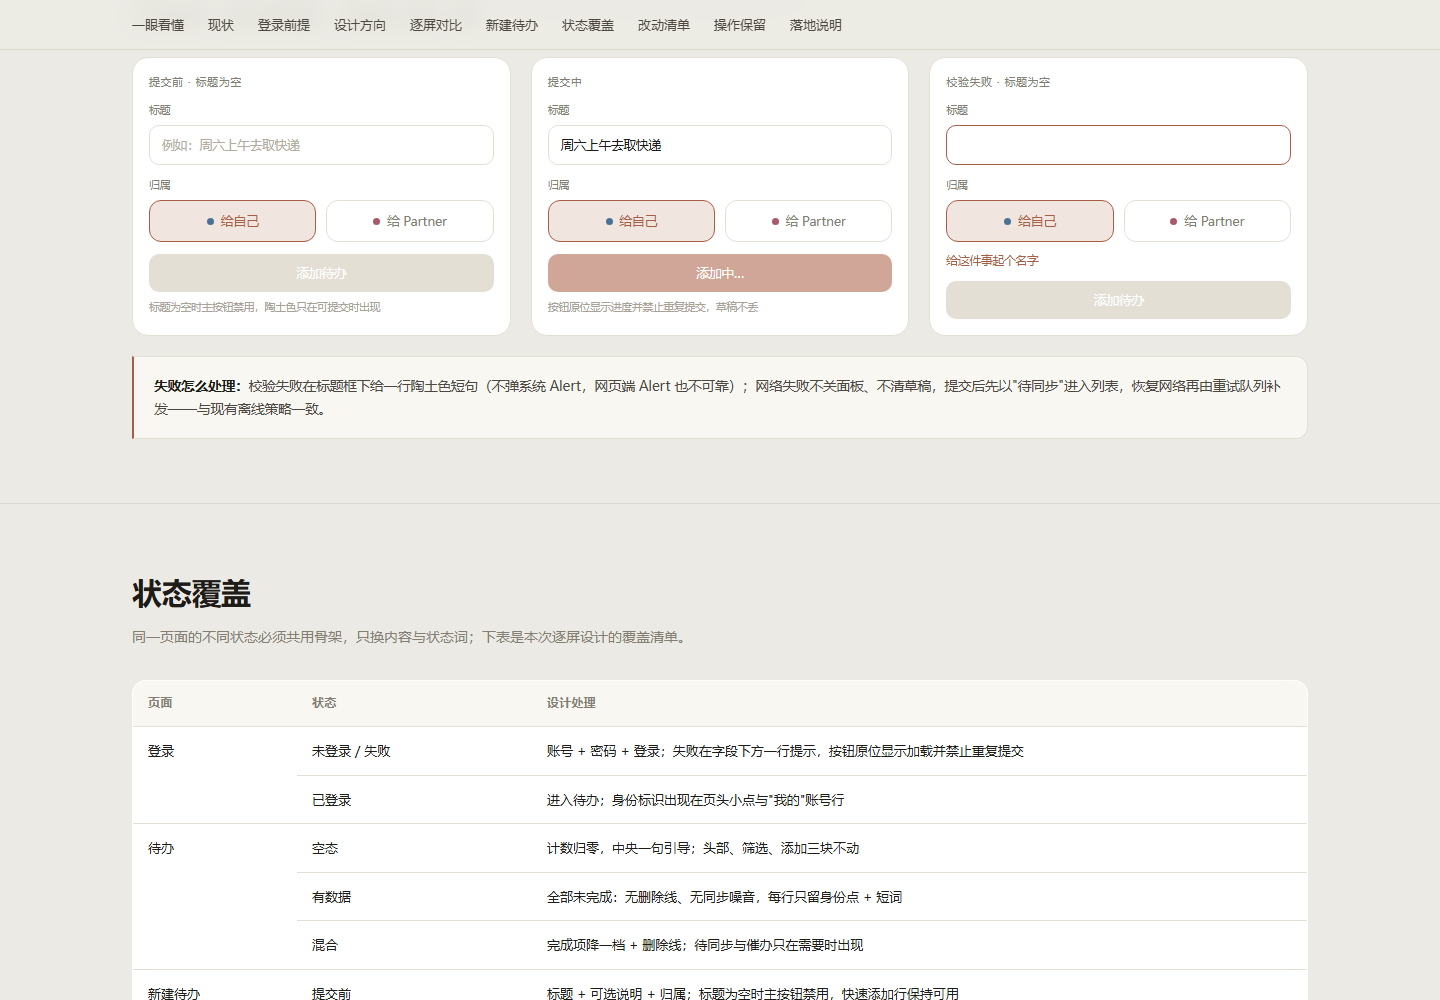 一眼看懂 现状 登录前提 设计方向 逐屏对比 新建待办 状态覆盖 改动清单 操作保留 落地说明
提交前 · 标题为空
标题
例如：周六上午去取快递
归属
给自己 给 Partner
添加待办
标题为空时主按钮禁用，陶土色只在可提交时出现
提交中
标题
周六上午去取快递
归属
给自己 给 Partner
添加中...
按钮原位显示进度并禁止重复提交，草稿不丢
校验失败 · 标题为空
标题
归属
给自己 给 Partner
给这件事起个名字
添加待办
失败怎么处理：校验失败在标题框下给一行陶土色短句（不弹系统 Alert，网页端 Alert 也不可靠）；网络失败不关面板、不清草稿，提交后先以"待同步"进入列表，恢复网络再由重试队列补
发——与现有离线策略一致。
状态覆盖
同一页面的不同状态必须共用骨架，只换内容与状态词；下表是本次逐屏设计的覆盖清单。
页面 状态 设计处理
登录 未登录 / 失败 账号 + 密码 + 登录；失败在字段下方一行提示，按钮原位显示加载并禁止重复提交
已登录 进入待办；身份标识出现在页头小点与"我的"账号行
待办 空态 计数归零，中央一句引导；头部、筛选、添加三块不动
有数据 全部未完成：无删除线、无同步噪音，每行只留身份点 + 短词
混合 完成项降一档 + 删除线；待同步与催办只在需要时出现
新建待办 提交前 标题 + 可选说明 + 归属；标题为空时主按钮禁用，快速添加行保持可用